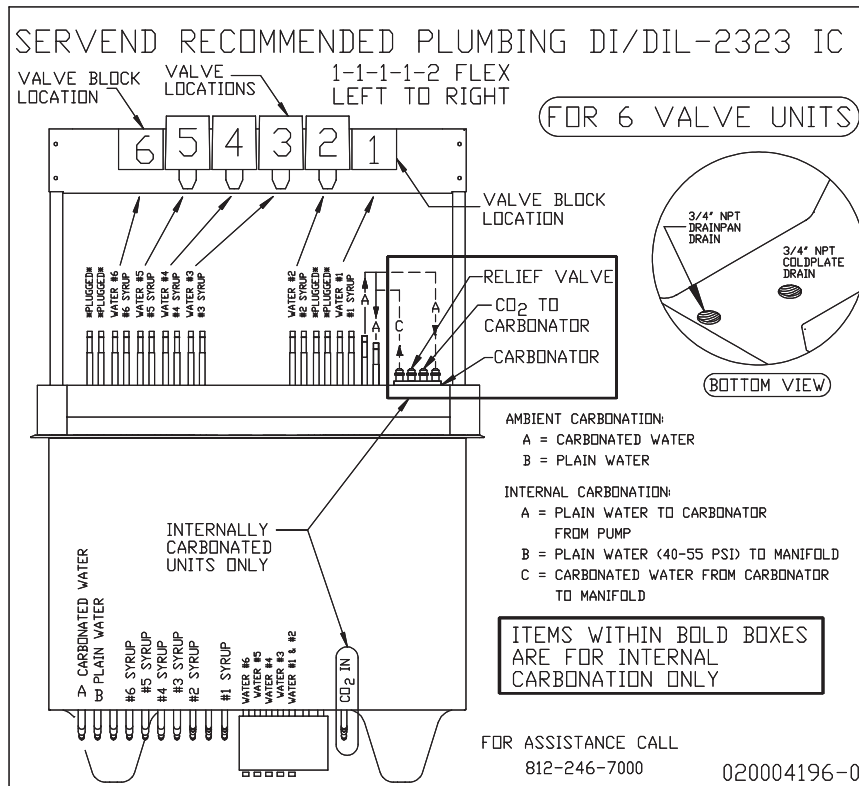 SERVEND RECOMMENDED PLUMBING DI/DIL-2323 IC
VALVE BLOCK
LOCATION
VALVE
LOCATIONS
1-1-1-1-2 FLEX
LEFT TO RIGHT
FOR 6 VALVE UNITS
6
5
4
3
2
1
VALVE BLOCK
LOCATION
3/4" NPT
DRAINPAN
DRAIN
3/4" NPT
COLDPLATE
DRAIN
BOTTOM VIEW
*PLUGGED*
*PLUGGED*
WATER #6
#6 SYRUP
WATER #5
#5 SYRUP
WATER #4
#4 SYRUP
WATER #3
#3 SYRUP
WATER #2
#2 SYRUP
*PLUGGED*
*PLUGGED*
WATER #1
#1 SYRUP
A
A
C
A
RELIEF VALVE
CO2 TO
CARBONATOR
CARBONATOR
AMBIENT CARBONATION:
A = CARBONATED WATER
B = PLAIN WATER
INTERNAL CARBONATION:
A = PLAIN WATER TO CARBONATOR
FROM PUMP
B = PLAIN WATER (40-55 PSI) TO MANIFOLD
C = CARBONATED WATER FROM CARBONATOR
TO MANIFOLD
INTERNALLY
CARBONATED
UNITS ONLY
A CARBONATED WATER
B PLAIN WATER
#6 SYRUP
#5 SYRUP
#4 SYRUP
#3 SYRUP
#2 SYRUP
#1 SYRUP
WATER #6
WATER #5
WATER #4
WATER #3
WATER #1 & #2
CO2 IN
ITEMS WITHIN BOLD BOXES
ARE FOR INTERNAL
CARBONATION ONLY
FOR ASSISTANCE CALL
812-246-7000
020004196-0